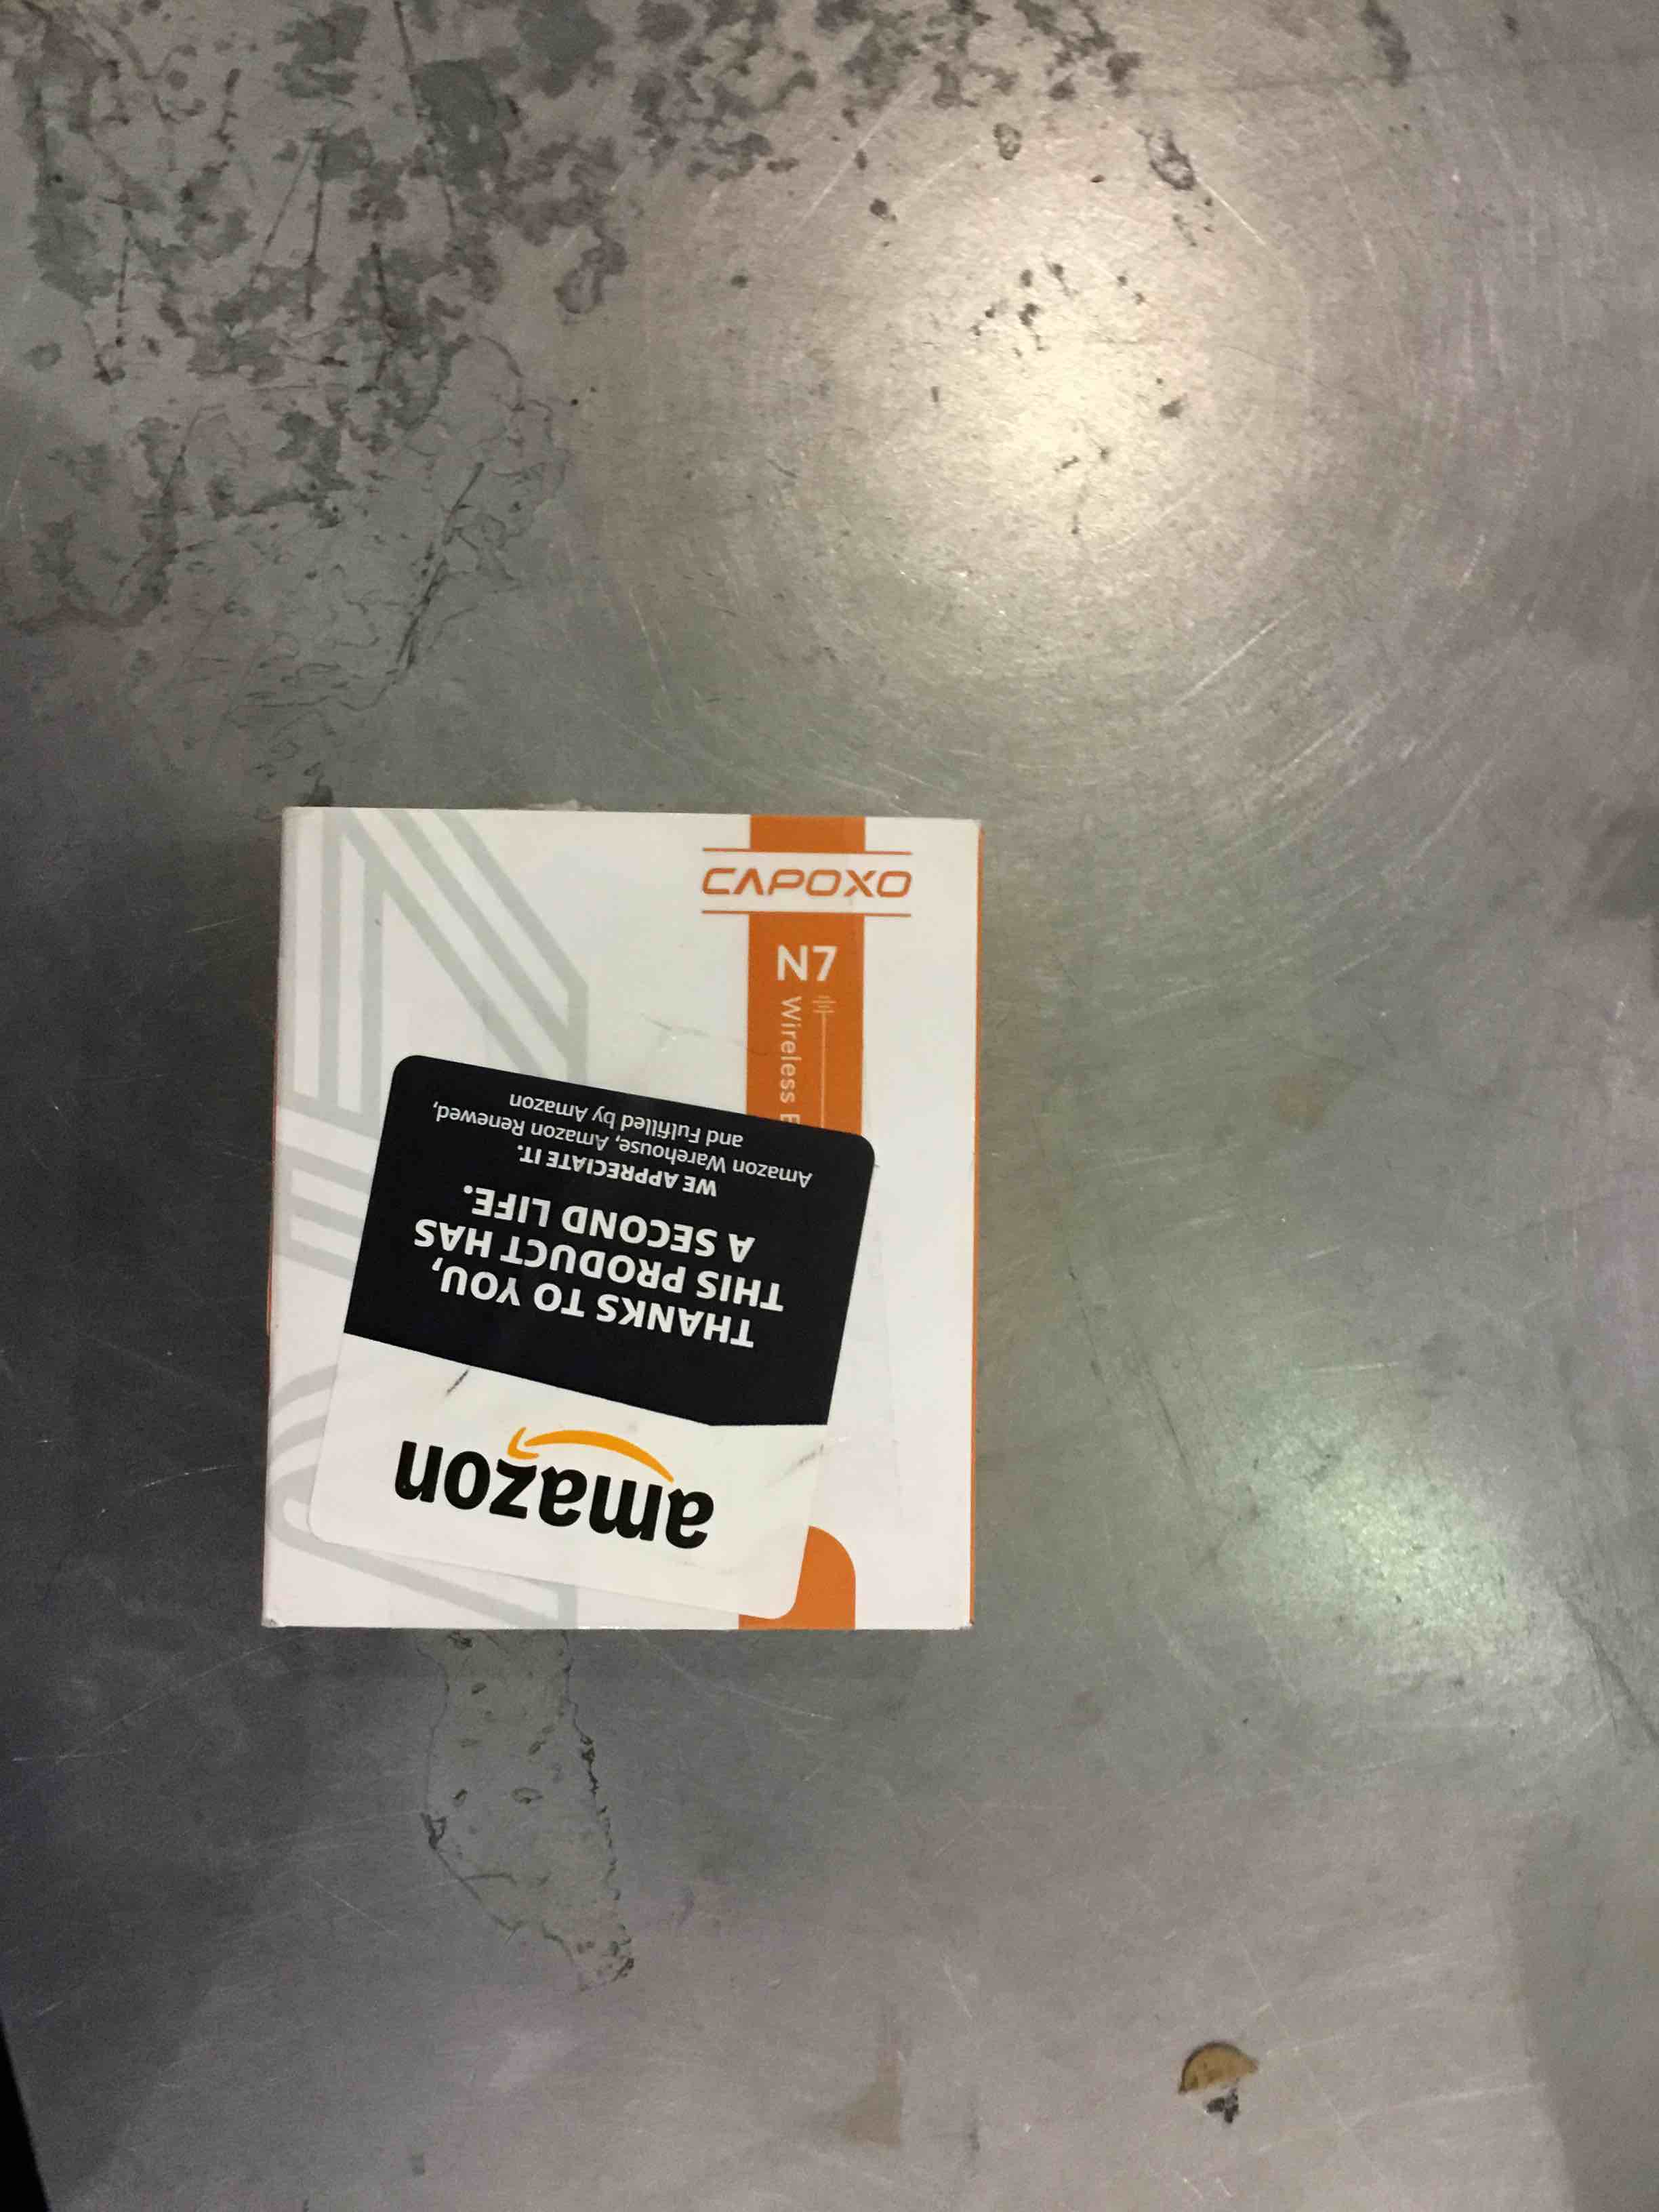 CAPOXO
N7
Wireless
amazon
THANKS TO YOU,
THIS PRODUCT HAS
A SECOND LIFE.
WE APPRECIATE IT.
Amazon Warehouse, Amazon Renewed,
and Fulfilled by Amazon